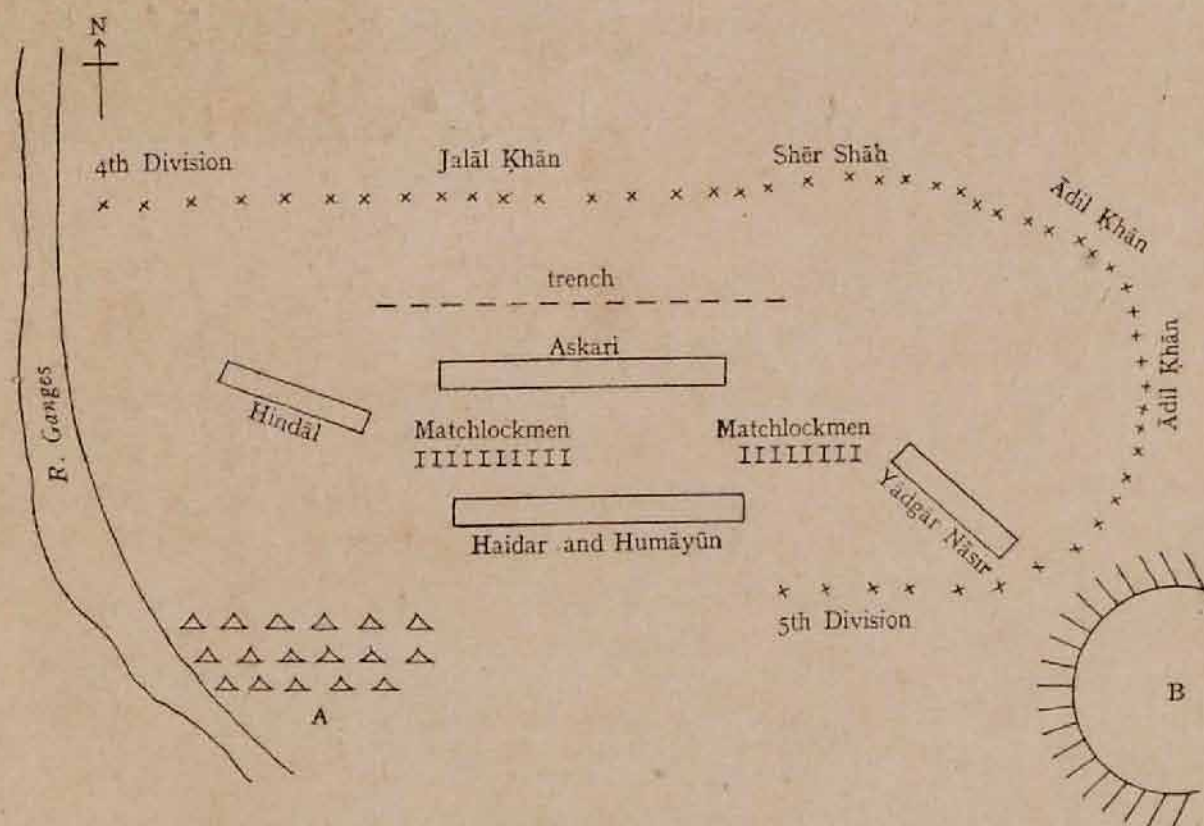 N
4th Division
Jalāl Ḳhān
Shēr Shāh
Ādil Ḳhān
trench
Askari
Ādil Ḳhān
R. Ganges
Hindāl
Matchlockmen
Matchlockmen
IIIIIIIIII
IIIIIIII
Yādgār Nāsır
Haidar and Humāyūn
5th Division
A
B